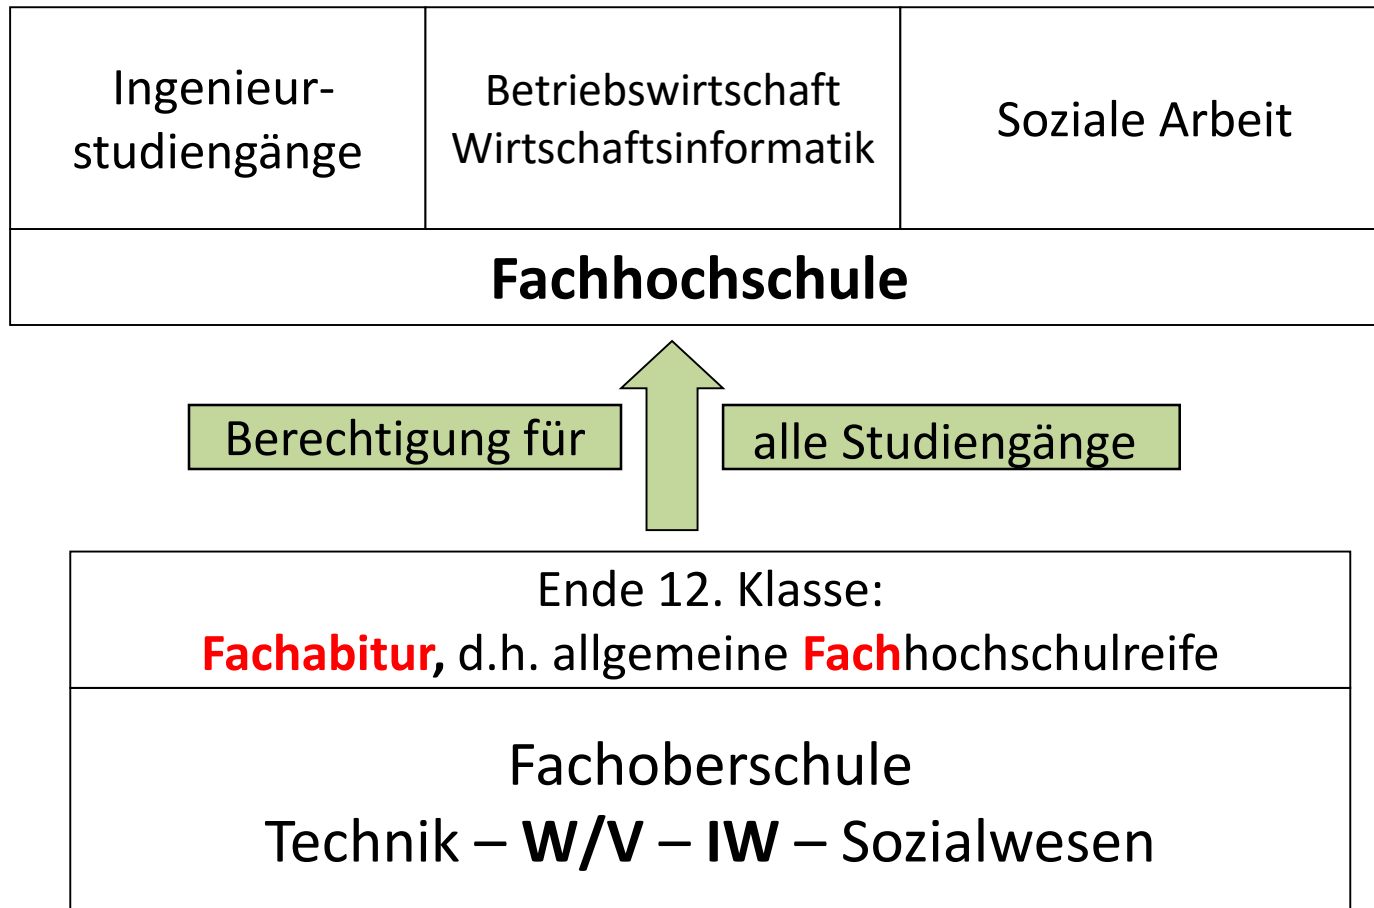 Ingenieur-
studiengänge
Betriebswirtschaft
Wirtschaftsinformatik
Soziale Arbeit
Fachhochschule
Berechtigung für
alle Studiengänge
Ende 12. Klasse:
Fachabitur, d.h. allgemeine Fachhochschulreife
Fachoberschule
Technik – W/V – IW – Sozialwesen